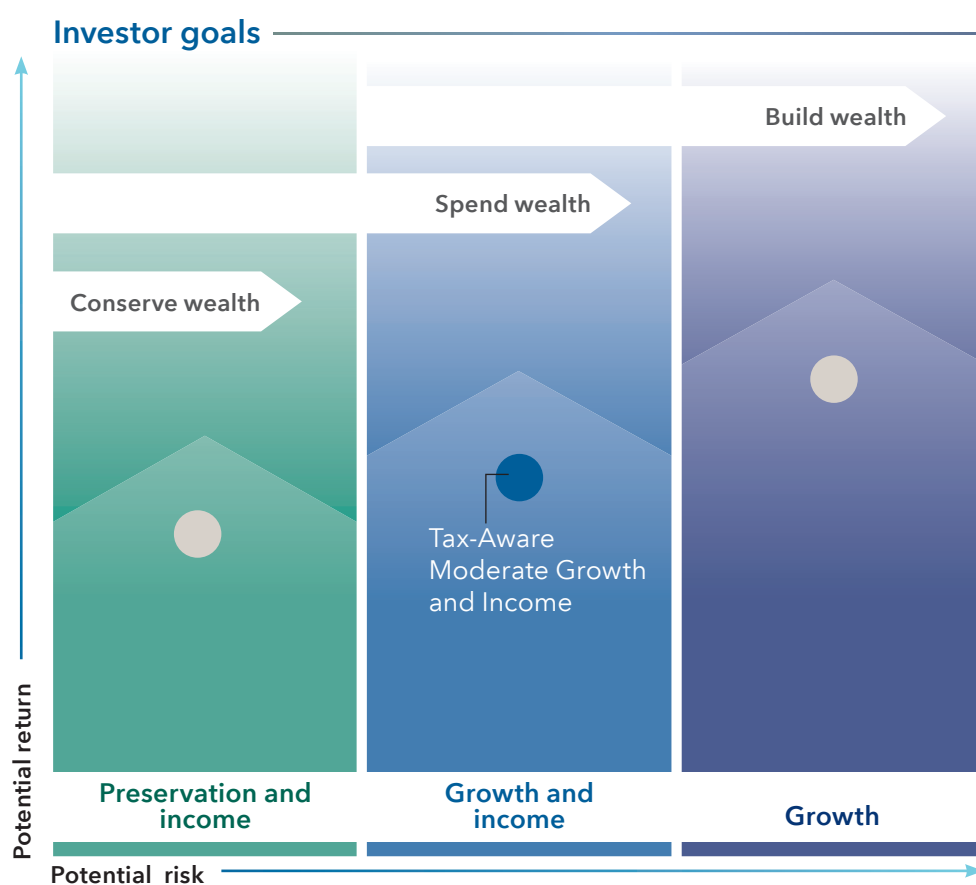 Investor goals
Build wealth
Spend wealth
Conserve wealth
Tax-Aware
Moderate Growth
and Income
Potential return
Preservation and
income
Growth and
income
Growth
Potential risk